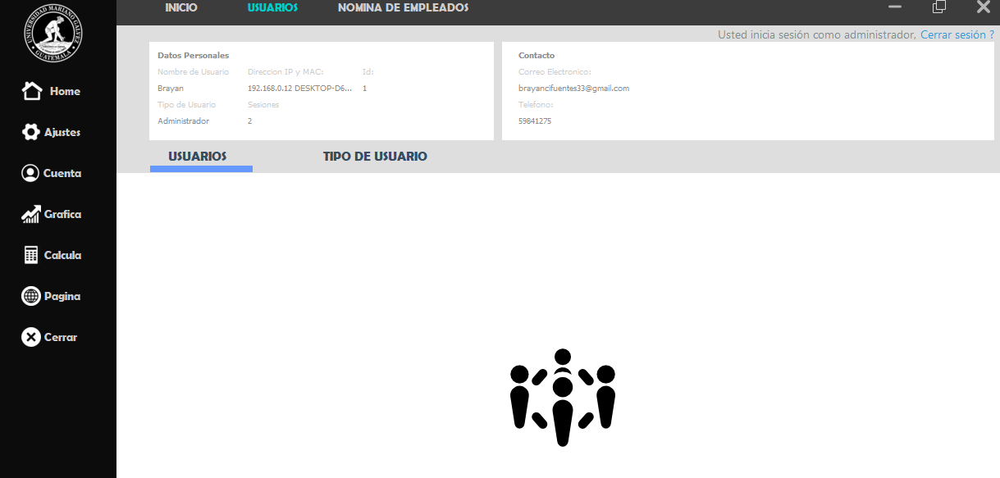 INICIO USUARIOS NOMINA DE EMPLEADOS
UNIVERSIDAD MARIANO GALVEZ
GUATEMALA
Usted inicia sesión como administrador, Cerrar sesión ?
Home
Ajustes
Cuenta
Grafica
Calcula
Pagina
Cerrar
Datos Personales
Nombre de Usuario Direccion IP y MAC: Id:
Brayan 192.168.0.12 DESKTOP-D6... 1
Tipo de Usuario Sesiones
Administrador 2
Contacto
Correo Electronico:
brayancifuentes33@gmail.com
Telefono:
59841275
USUARIOS TIPO DE USUARIO